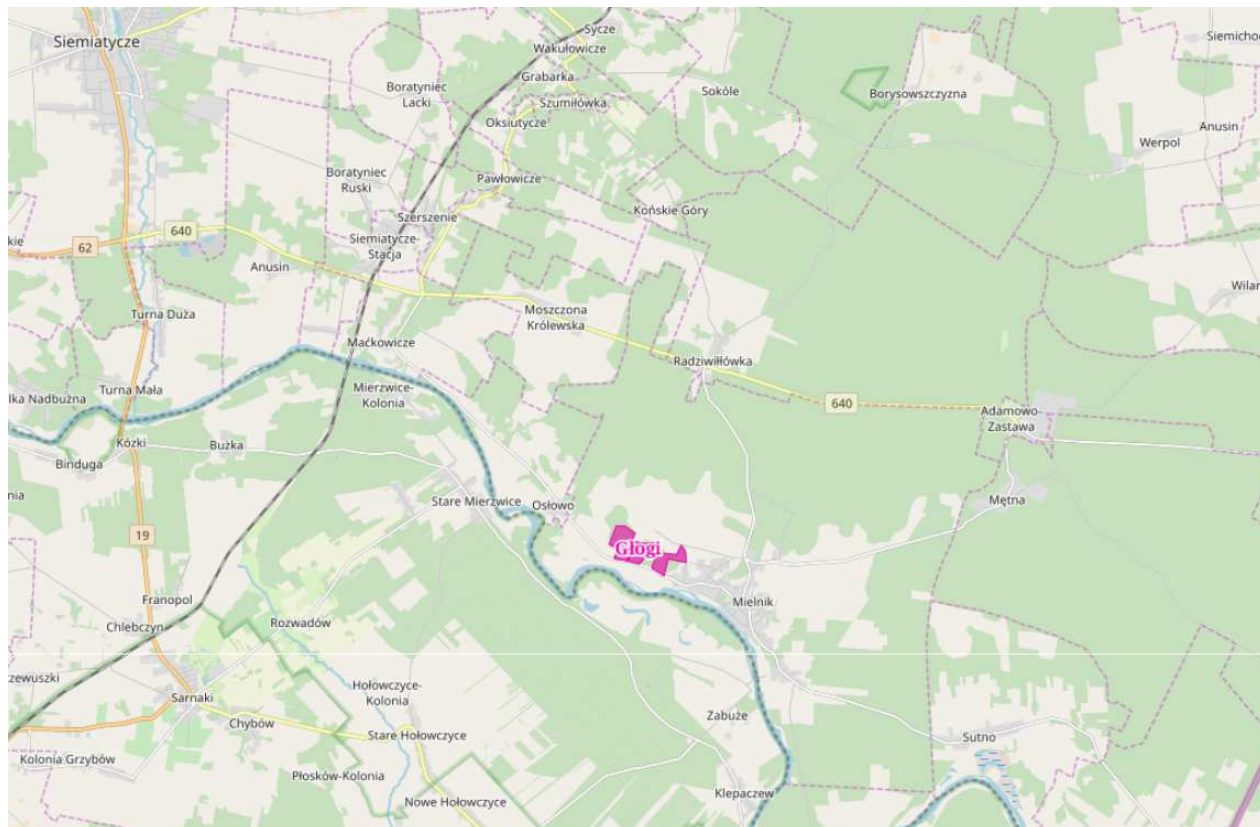 Siemiatycze
Sycze
Wakułowicze
Siemichoc
Grabarka
Boratyniec
Lacki
Sokóle
Borysowszczyzna
Szumiłówka
Oksiutycze
Anusin
Werpol
Boratyniec
Ruski
Pawłowicze
Końskie Góry
Szerszenie
640
kie
62
Siemiatycze-
Stacja
Anusin
Wilan
Moszczona
Królewska
Turna Duża
Maćkowicze
Radziwiłłówka
Turna Mała
Mierzwice-
Kolonia
lka Nadbużna
640
Adamowo-
Zastawa
Kózki
Bużka
Binduga
nia
Stare Mierzwice
Osłowo
Mętna
19
Głogi
Franopol
Mielnik
Chlebczyn
Rozwadów
zewuszki
Sarnaki
Hołowczyce-
Kolonia
Chybów
Zabuże
Stare Hołowczyce
Sutno
Kolonia Grzybów
Płosków-Kolonia
Klepaczew
Nowe Hołowczyce